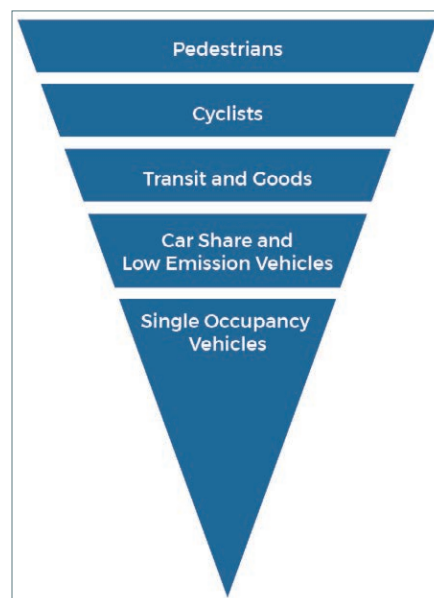 Pedestrians
Cyclists
Transit and Goods
Car Share and
Low Emission Vehicles
Single Occupancy
Vehicles